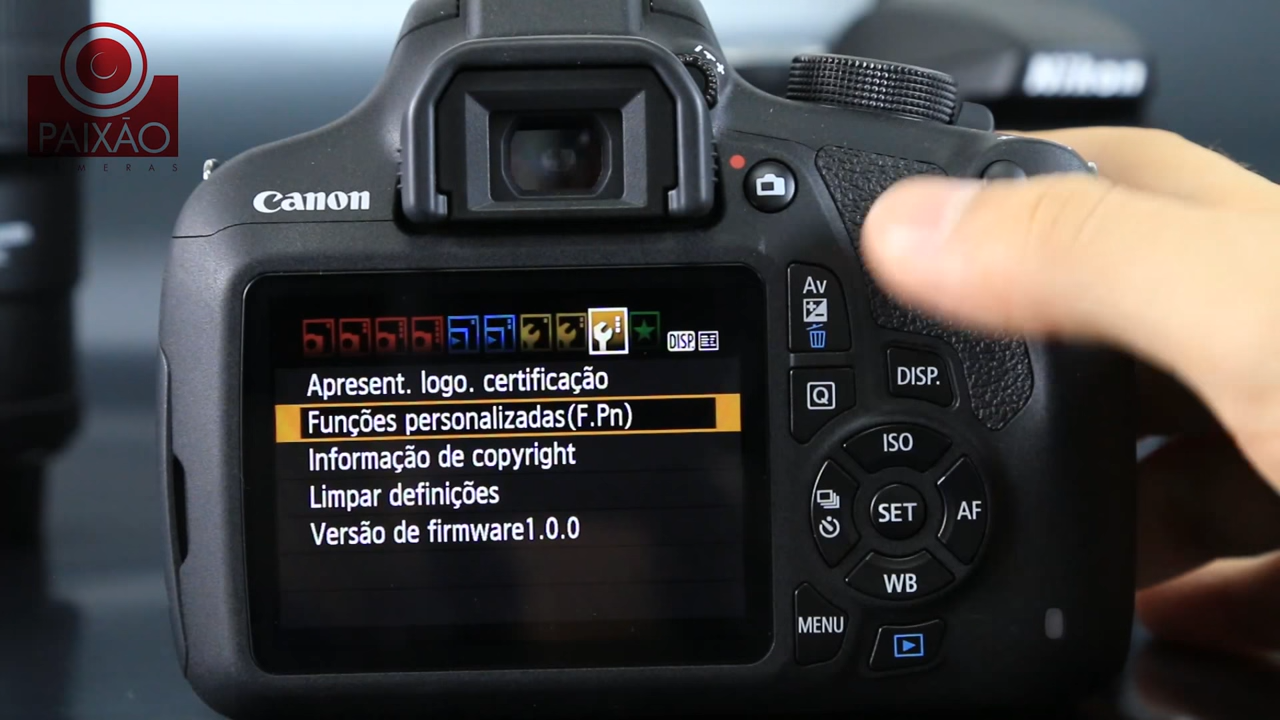 PAIXÃO
Nikon
Canon
DISP.
Apresent. logo. certificação
Funções personalizadas(F.Pn)
Informação de copyright
Limpar definições
Versão de firmware1.0.0
Av
Q
DISP.
ISO
SET
AF
WB
MENU